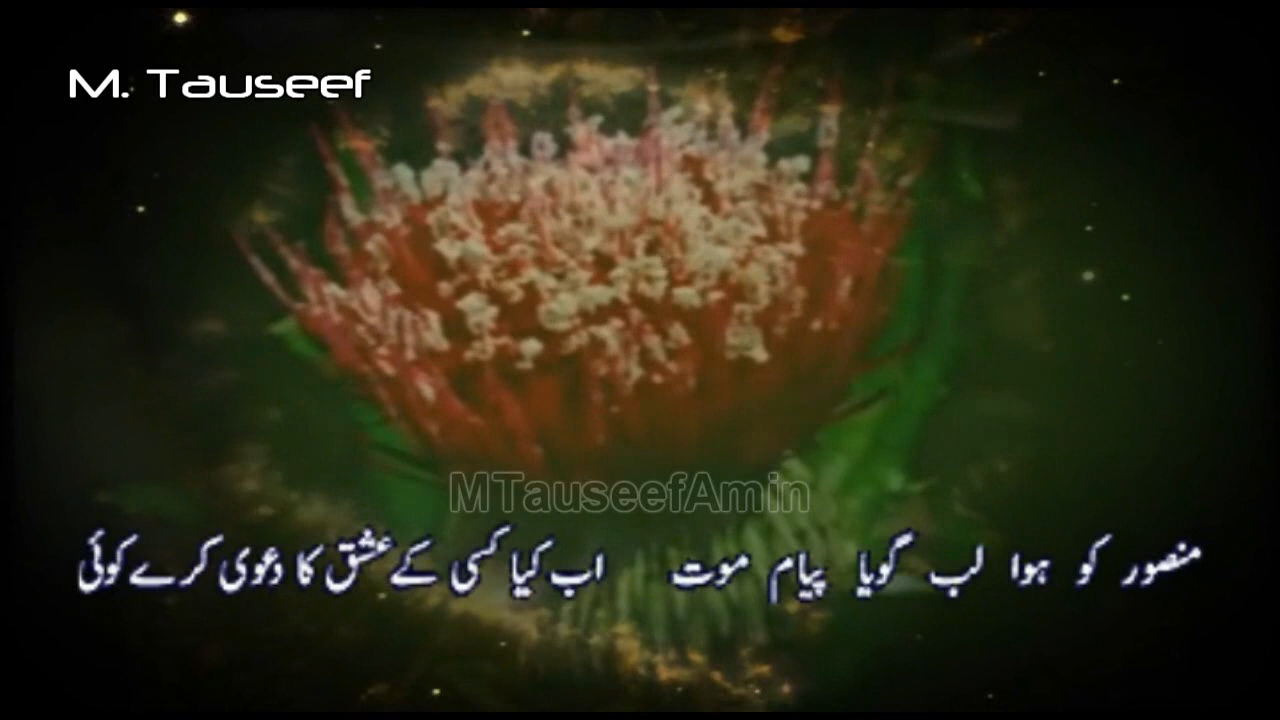 M. Tauseef
MTauseefAmin
منصور کو ہوا لب گویا پیام موت اب کیا کسی کے عشق کا دعوی کرے کوئی